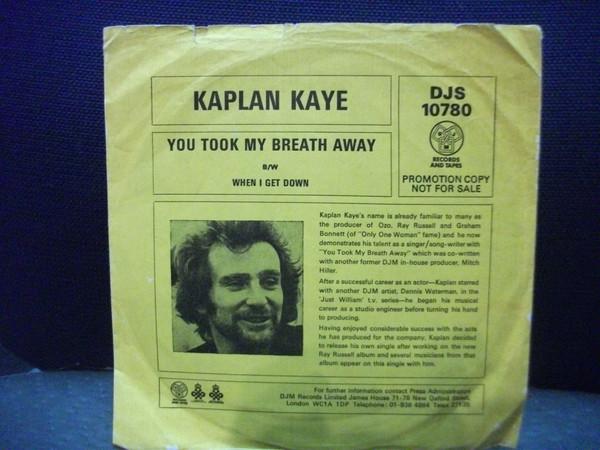 KAPLAN KAYE
DJS
10780
RECORDS
AND TAPES
PROMOTION COPY
NOT FOR SALE
YOU TOOK MY BREATH AWAY
B/W
WHEN I GET DOWN
Kaplan Kaye's name is already familiar to many as
the producer of Ozo, Ray Russell and Graham
Bonnett (of "Only One Woman" fame) and he now
demonstrates his talent as a singer/song-writer with
"You Took My Breath Away" which was co-written
with another former DJM in-house producer, Mitch
Hiller.
After a successful career as an actor—Kaplan starred
with another DJM artist, Dennis Waterman, in the
'Just William' t.v. series—he began his musical
career as a studio engineer before turning his hand
to producing.
Having enjoyed considerable success with the acts
he has produced for the company, Kaplan decided
to release his own single after working on the new
Ray Russell album and several musicians from that
album appear on this single with him.
For further information contact Press Administration
DJM Records Limited James House 71-75 New Oxford Street,
London WC1A 1DP Telephone: 01-836 4864 Telex